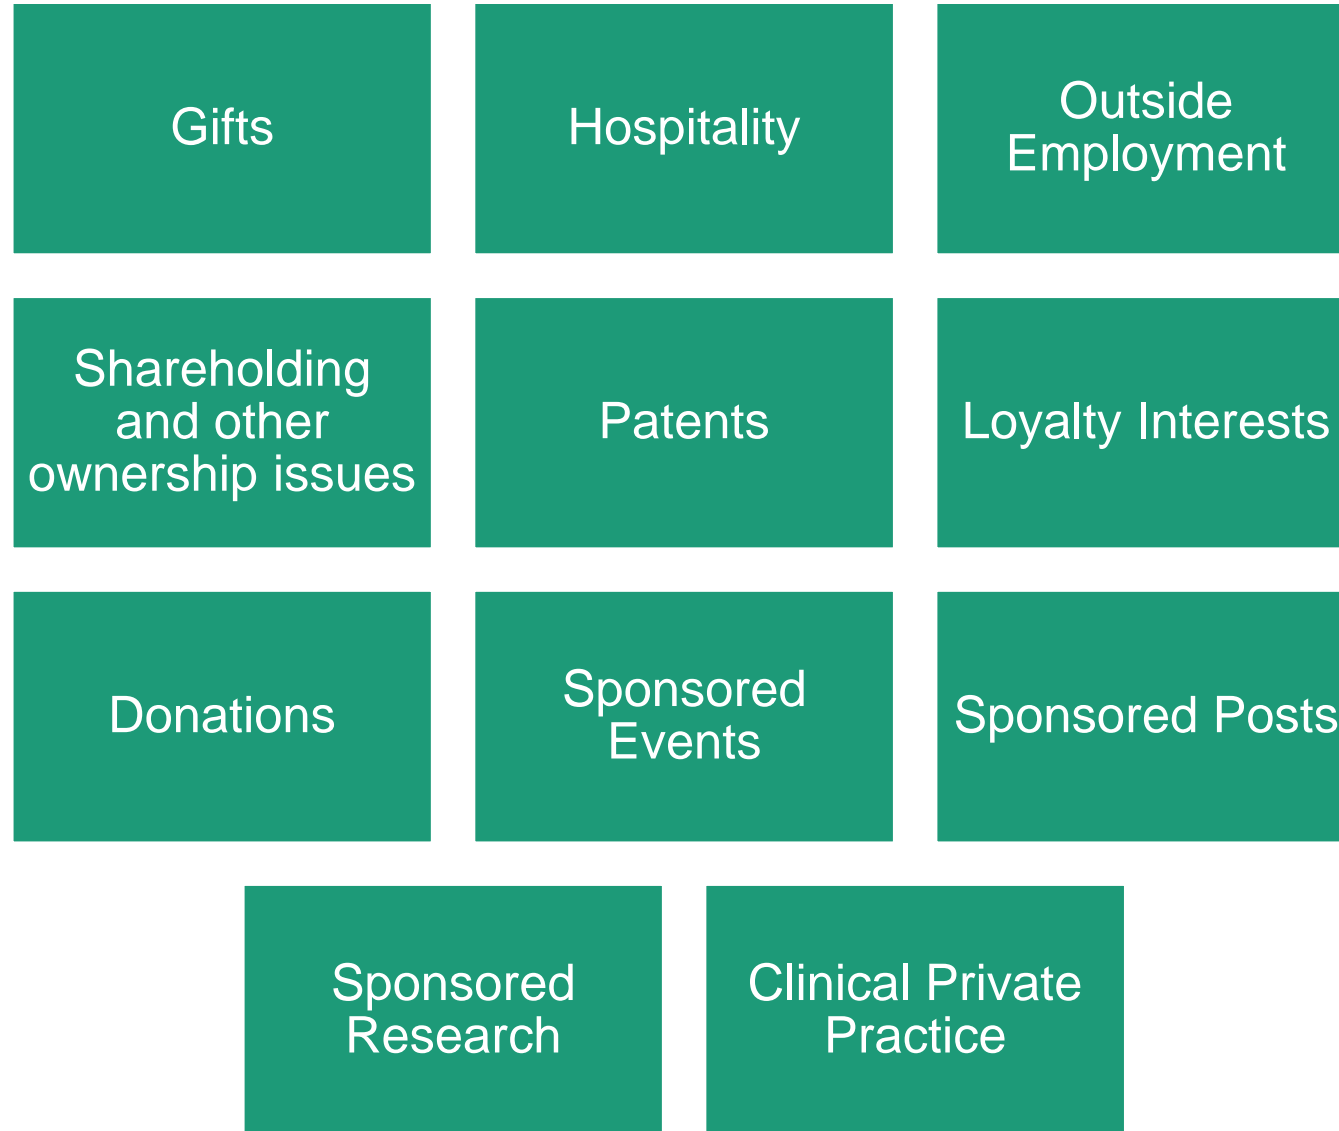 Gifts
Hospitality
Outside
Employment
Shareholding
and other
ownership issues
Patents
Loyalty Interests
Donations
Sponsored
Events
Sponsored Posts
Sponsored
Research
Clinical Private
Practice